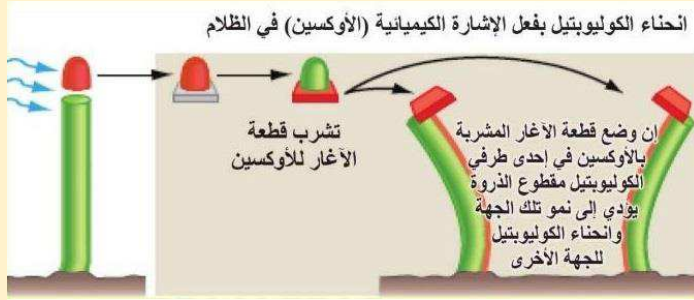 انحناء الكوليوبتيل بفعل الإشارة الكيميائية (الأوكسين) في الظلام
تشرب قطعة
الآغار للأوكسين
إن وضع قطعة الآغار المشربة
بالأوكسين في إحدى طرفي
الكوليوبتيل مقطوع الذروة
يؤدي إلى نمو تلك الجهة
وانحناء الكوليوبتيل
للجهة الأخرى